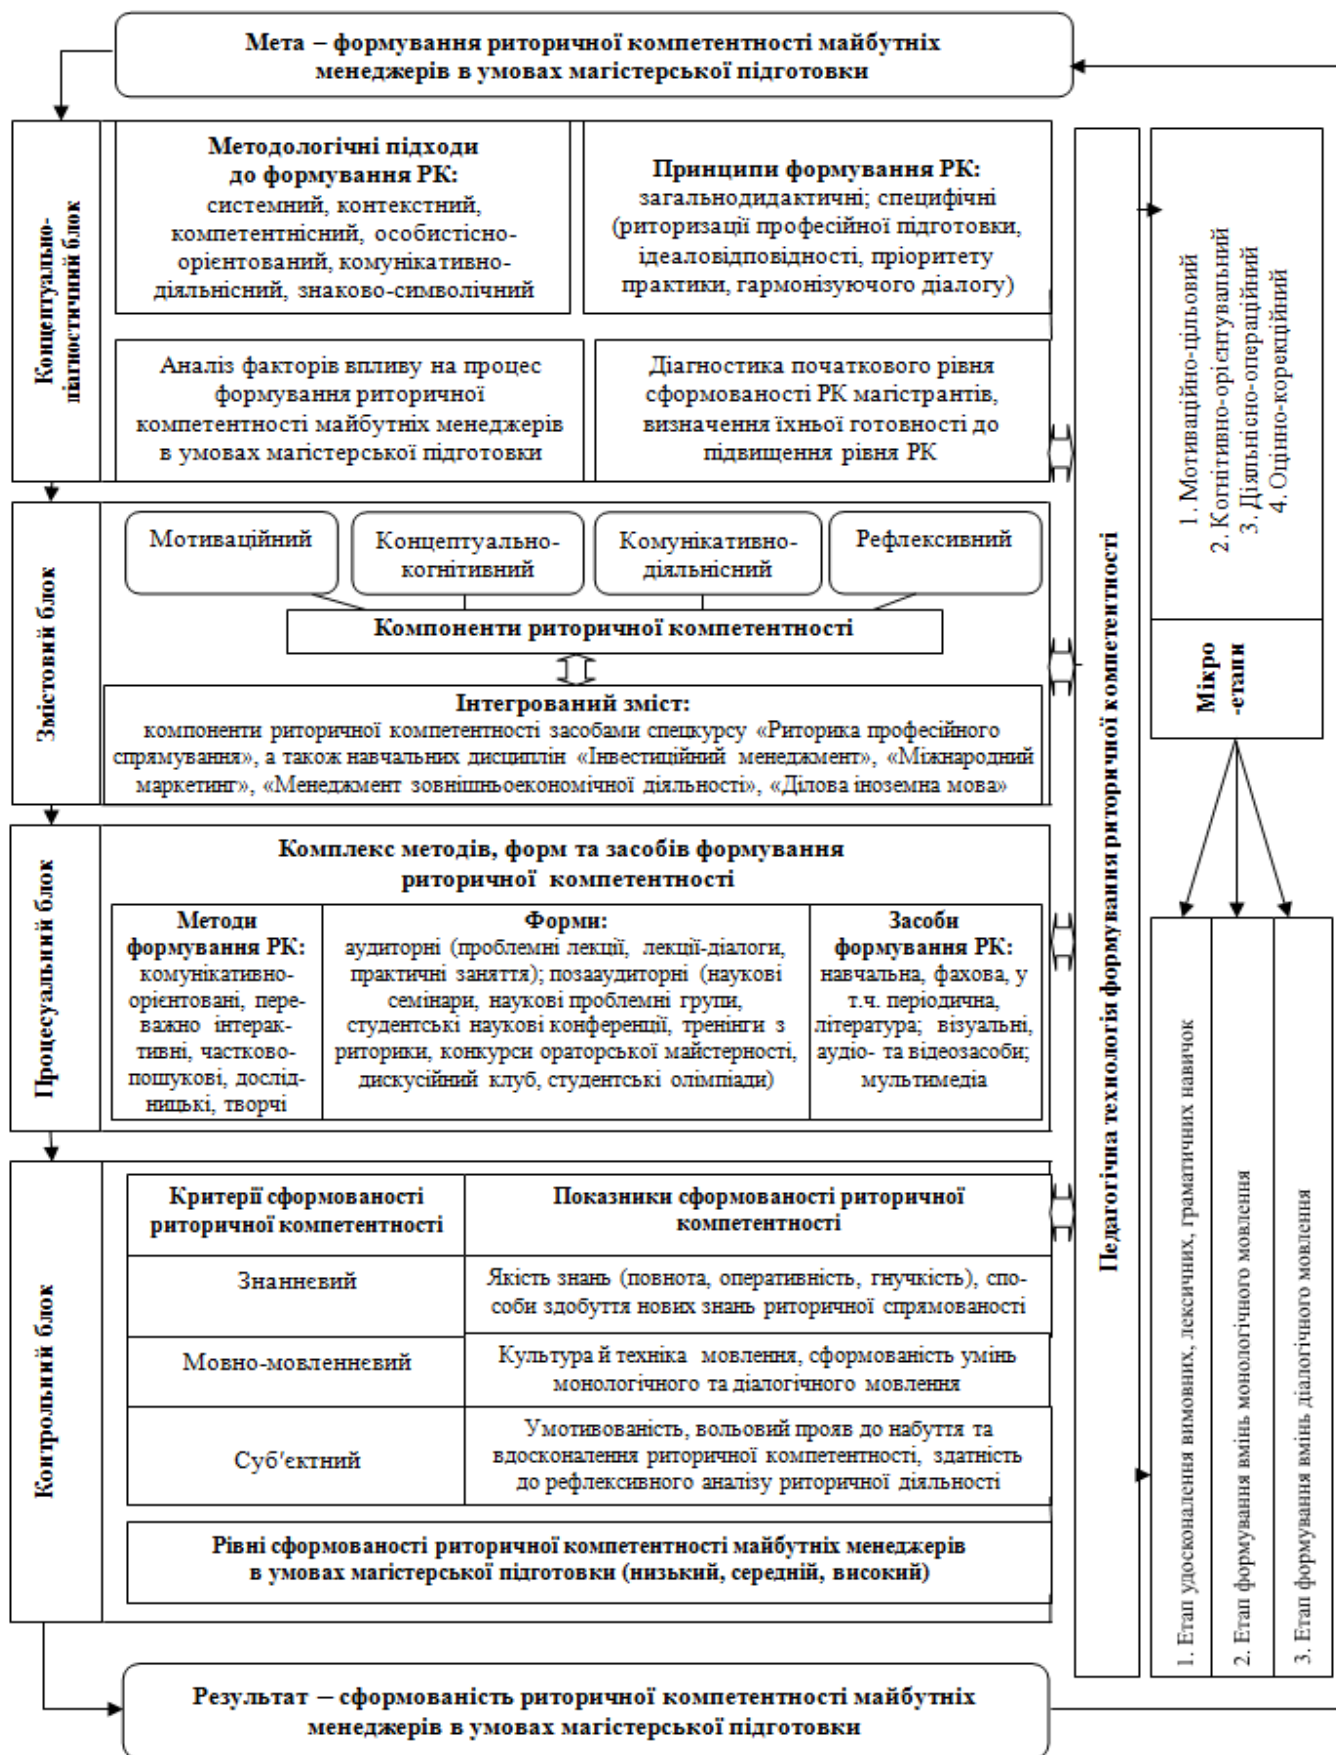 Мета – формування риторичної компетентності майбутніх
менеджерів в умовах магістерської підготовки
Концептуально-
діагностичний блок
Методологічні підходи
до формування РК:
системний, контекстний,
компетентнісний, особистісно-
орієнтований, комунікативно-
діяльнісний, знаково-символічний
Принципи формування РК:
загальнодидактичні; специфічні
(риторизації професійної підготовки,
ідеаловідповідності, пріоритету
практики, гармонізуючого діалогу)
Аналіз факторів впливу на процес
формування риторичної
компетентності майбутніх менеджерів
в умовах магістерської підготовки
Діагностика початкового рівня
сформованості РК магістрантів,
визначення їхньої готовності до
підвищення рівня РК
Змістовий блок
Мотиваційний
Концептуально-
когнітивний
Комунікативно-
діяльнісний
Рефлексивний
Компоненти риторичної компетентності
Інтегрований зміст:
компоненти риторичної компетентності засобами спецкурсу «Риторика професійного
спрямування», а також навчальних дисциплін «Інвестиційний менеджмент», «Міжнародний
маркетинг», «Менеджмент зовнішньоекономічної діяльності», «Ділова іноземна мова»
Процесуальний блок
Комплекс методів, форм та засобів формування
риторичної компетентності
Методи
формування РК:
комунікативно-
орієнтовані, пере-
важно інтерак-
тивні, частково-
пошукові, дослід-
ницькі, творчі
Форми:
аудиторні (проблемні лекції, лекції-діалоги,
практичні заняття); позааудиторні (наукові
семінари, наукові проблемні групи,
студентські наукові конференції, тренінги з
риторики, конкурси ораторської майстерності,
дискусійний клуб, студентські олімпіади)
Засоби
формування РК:
навчальна, фахова, у
т.ч. періодична,
література; візуальні,
аудіо- та відеозасоби;
мультимедіа
Контрольний блок
Критерії сформованості
риторичної компетентності
Показники сформованості риторичної
компетентності
Знаннєвий
Якість знань (повнота, оперативність, гнучкість), спо-
соби здобуття нових знань риторичної спрямованості
Мовно-мовленнєвий
Культура й техніка мовлення, сформованість умінь
монологічного та діалогічного мовлення
Суб'єктний
Умотивованість, вольовий прояв до набуття та
вдосконалення риторичної компетентності, здатність
до рефлексивного аналізу риторичної діяльності
Рівні сформованості риторичної компетентності майбутніх менеджерів
в умовах магістерської підготовки (низький, середній, високий)
Результат – сформованість риторичної компетентності майбутніх
менеджерів в умовах магістерської підготовки
Педагогічна технологія формування риторичної компетентності
1. Мотиваційно-цільовий
2. Когнітивно-орієнтувальний
3. Діяльнісно-операційний
4. Оцінно-корекційний
Мікро
-етапи
1. Етап удосконалення вимовних, лексичних, граматичних навичок
2. Етап формування вмінь монологічного мовлення
3. Етап формування вмінь діалогічного мовлення